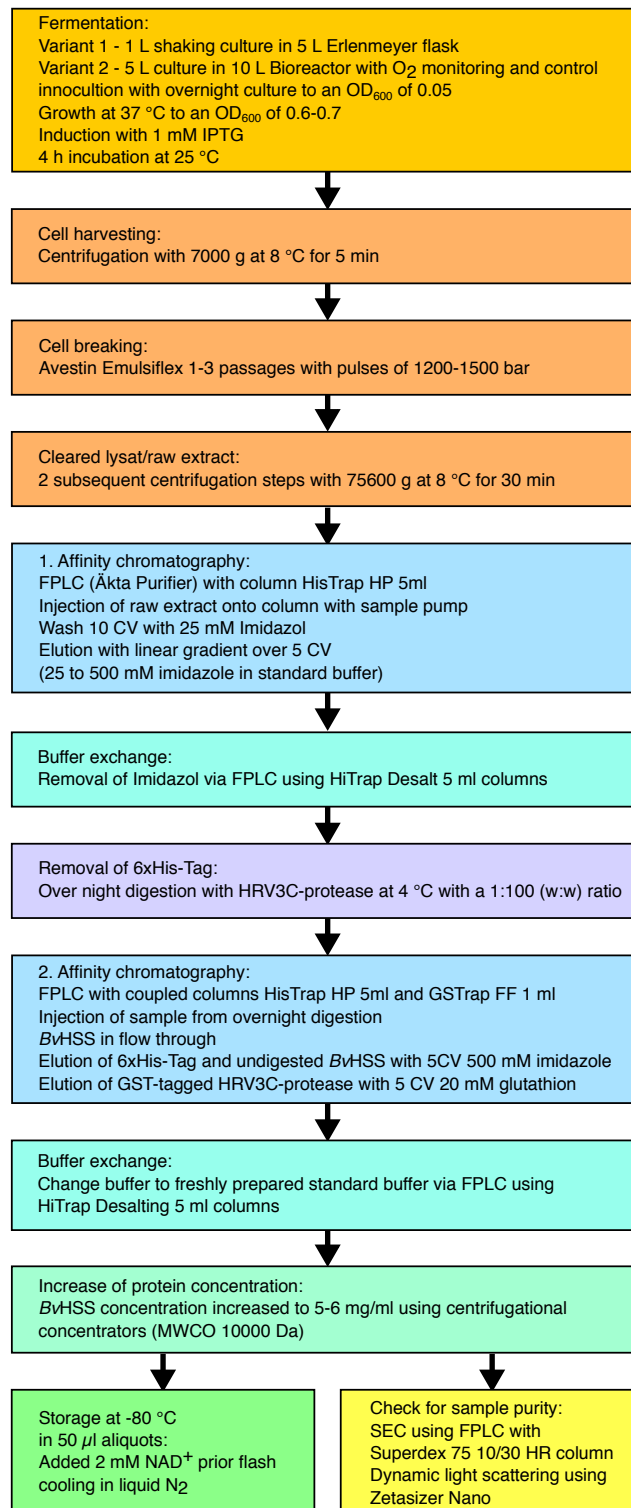 Fermentation:
Variant 1 - 1 L shaking culture in 5 L Erlenmeyer flask
Variant 2 - 5 L culture in 10 L Bioreactor with O2 monitoring and control
innocultion with overnight culture to an OD600 of 0.05
Growth at 37 °C to an OD600 of 0.6-0.7
Induction with 1 mM IPTG
4 h incubation at 25 °C
Cell harvesting:
Centrifugation with 7000 g at 8 °C for 5 min
Cell breaking:
Avestin Emulsiflex 1-3 passages with pulses of 1200-1500 bar
Cleared lysat/raw extract:
2 subsequent centrifugation steps with 75600 g at 8 °C for 30 min
1. Affinity chromatography:
FPLC (Äkta Purifier) with column HisTrap HP 5ml
Injection of raw extract onto column with sample pump
Wash 10 CV with 25 mM Imidazol
Elution with linear gradient over 5 CV
(25 to 500 mM imidazole in standard buffer)
Buffer exchange:
Removal of Imidazol via FPLC using HiTrap Desalt 5 ml columns
Removal of 6xHis-Tag:
Over night digestion with HRV3C-protease at 4 °C with a 1:100 (w:w) ratio
2. Affinity chromatography:
FPLC with coupled columns HisTrap HP 5ml and GSTrap FF 1 ml
Injection of sample from overnight digestion
BvHSS in flow through
Elution of 6xHis-Tag and undigested BvHSS with 5CV 500 mM imidazole
Elution of GST-tagged HRV3C-protease with 5 CV 20 mM glutathion
Buffer exchange:
Change buffer to freshly prepared standard buffer via FPLC using
HiTrap Desalting 5 ml columns
Increase of protein concentration:
BvHSS concentration increased to 5-6 mg/ml using centrifugational
concentrators (MWCO 10000 Da)
Storage at -80 °C
in 50 µl aliquots:
Added 2 mM NAD+ prior flash
cooling in liquid N2
Check for sample purity:
SEC using FPLC with
Superdex 75 10/30 HR column
Dynamic light scattering using
Zetasizer Nano